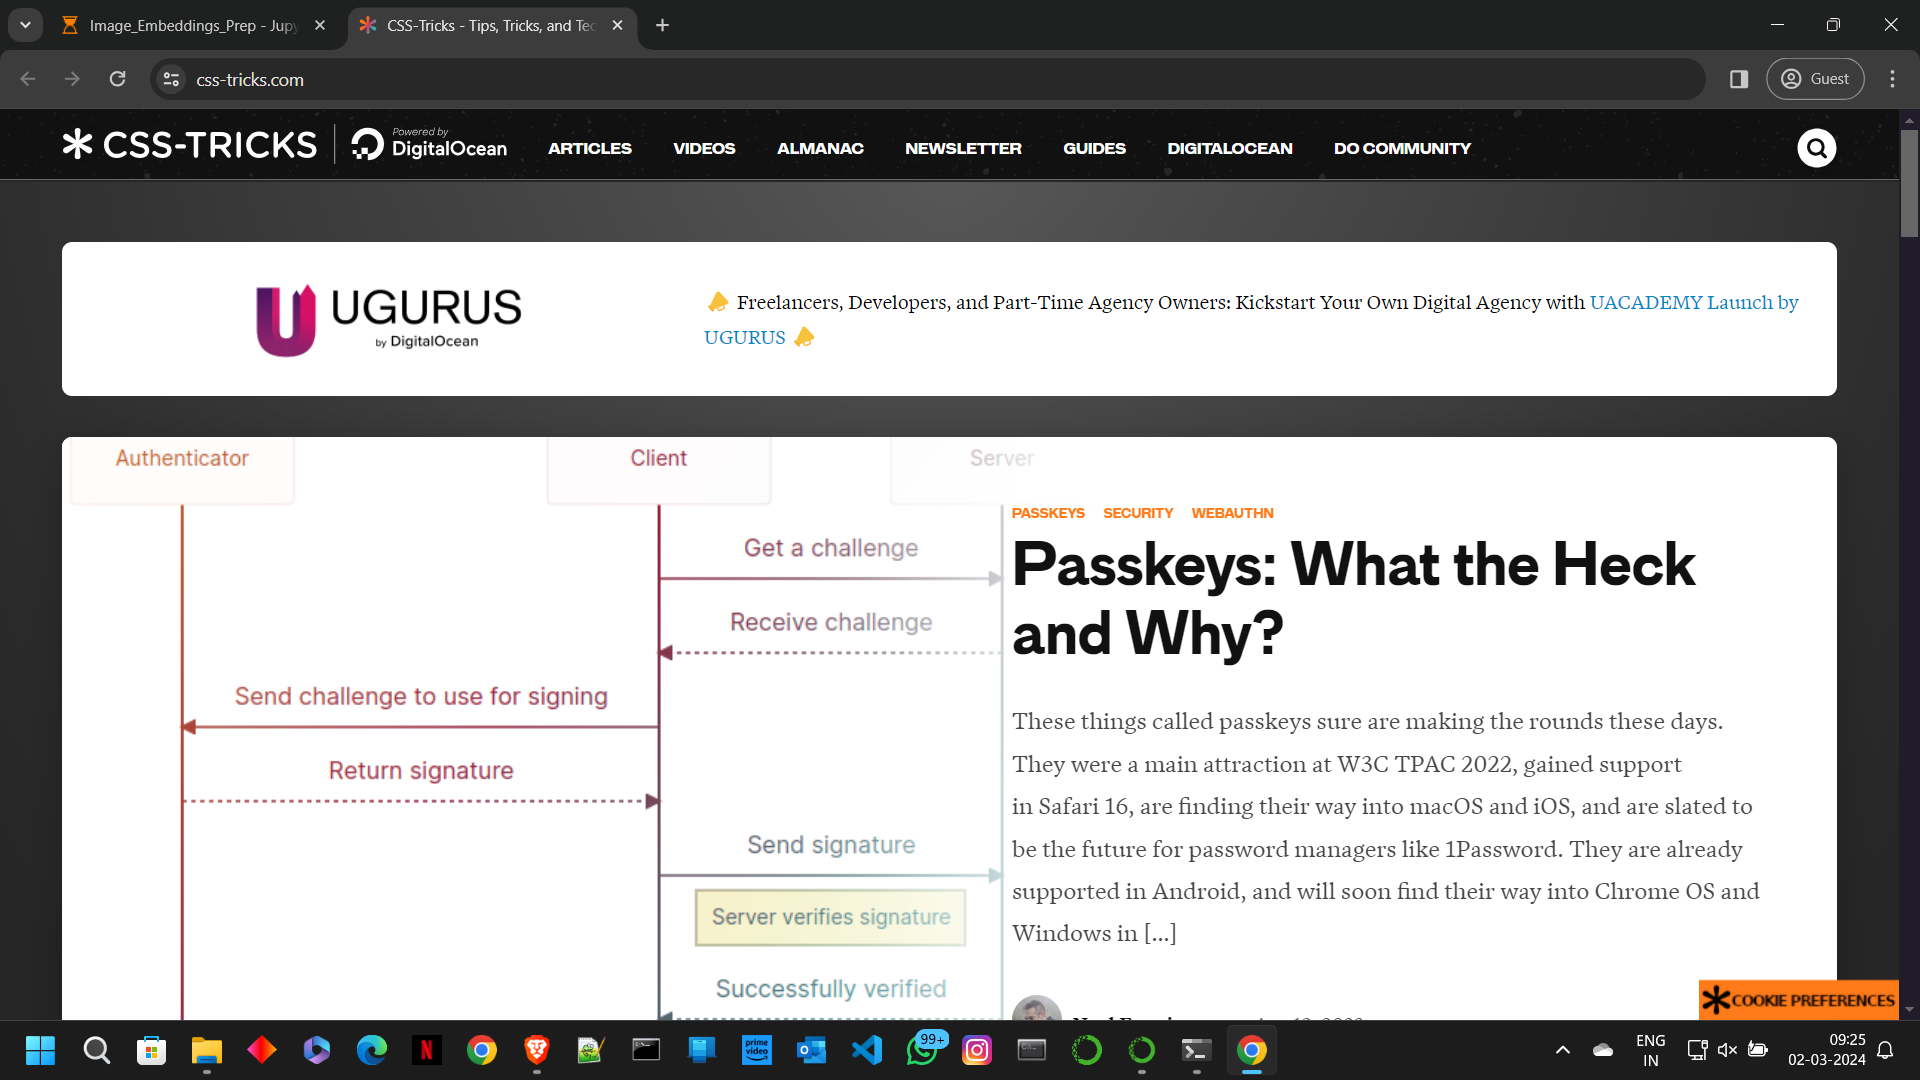 Image_Embeddings_Prep - Jupy
CSS-Tricks - Tips, Tricks, and Tec
css-tricks.com
Guest
CSS-TRICKS
Powered by
DigitalOcean
ARTICLES
VIDEOS
ALMANAC
NEWSLETTER
GUIDES
DIGITALOCEAN
DO COMMUNITY
UGURUS
by DigitalOcean
Freelancers, Developers, and Part-Time Agency Owners: Kickstart Your Own Digital Agency with UACADEMY Launch by
UGURUS
Authenticator
Client
Server
Get a challenge
Receive challenge
Send challenge to use for signing
Return signature
Send signature
Server verifies signature
Successfully verified
PASSKEYS SECURITY WEBAUTHN
Passkeys: What the Heck
and Why?
These things called passkeys sure are making the rounds these days.
They were a main attraction at W3C TPAC 2022, gained support
in Safari 16, are finding their way into macOS and iOS, and are slated to
be the future for password managers like 1Password. They are already
supported in Android, and will soon find their way into Chrome OS and
Windows in […]
COOKIE PREFERENCES
N
prime
video
99+
ENG
IN
09:25
02-03-2024